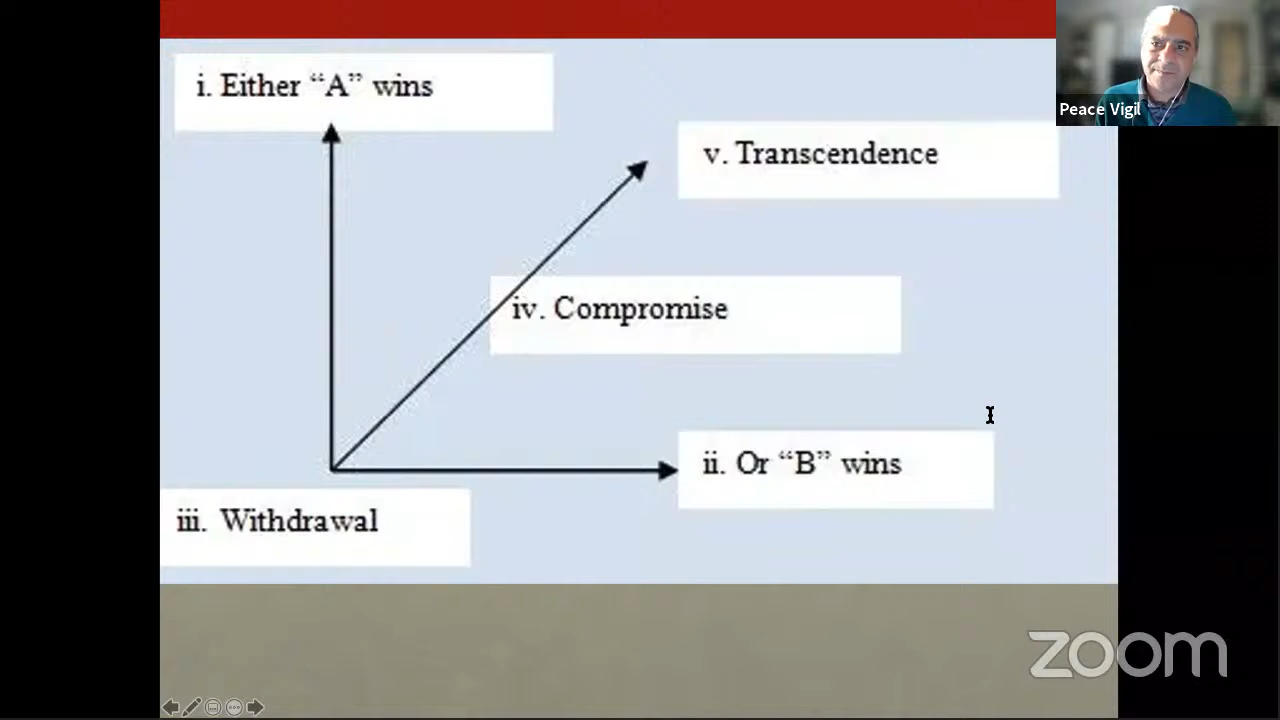 i. Either “A” wins
Peace Vigil
v. Transcendence
iv. Compromise
ii. Or “B” wins
iii. Withdrawal
zoom